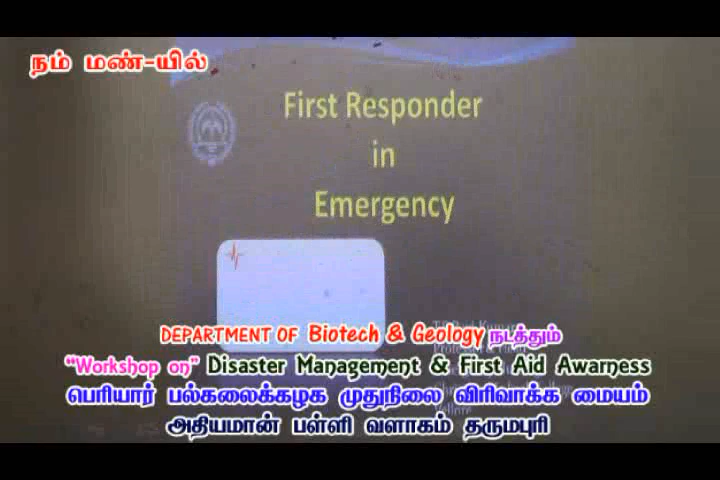 நம் மண்-யில்
First Responder
in
Emergency
DEPARTMENT OF Biotech & Geology நடத்தும்
“Workshop on” Disaster Management & First Aid Awarness
பெரியார் பல்கலைக்கழக முதுநிலை விரிவாக்க மையம்
அதியமான் பள்ளி வளாகம் தருமபுரி